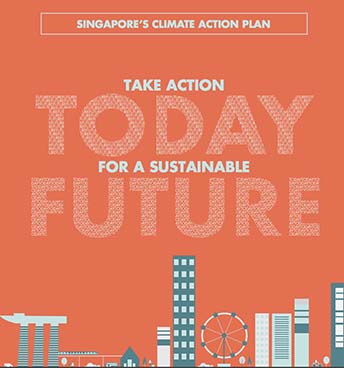 SINGAPORE'S CLIMATE ACTION PLAN
TAKE ACTION
TODAY
FOR A SUSTAINABLE
FUTURE